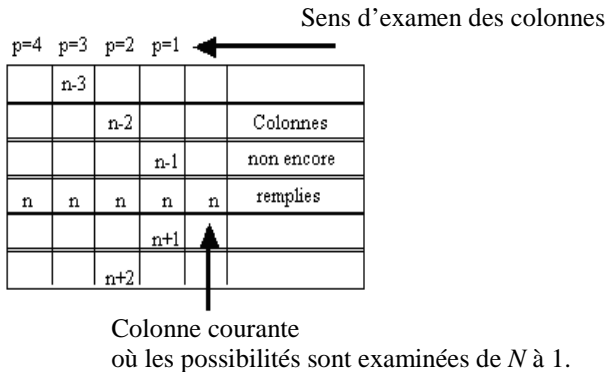 Sens d'examen des colonnes
p=4 p=3 p=2 p=1
n-3
n-2 Colonnes
n-1 non encore
n n n n n remplies
n+1
n+2
Colonne courante
où les possibilités sont examinées de N à 1.